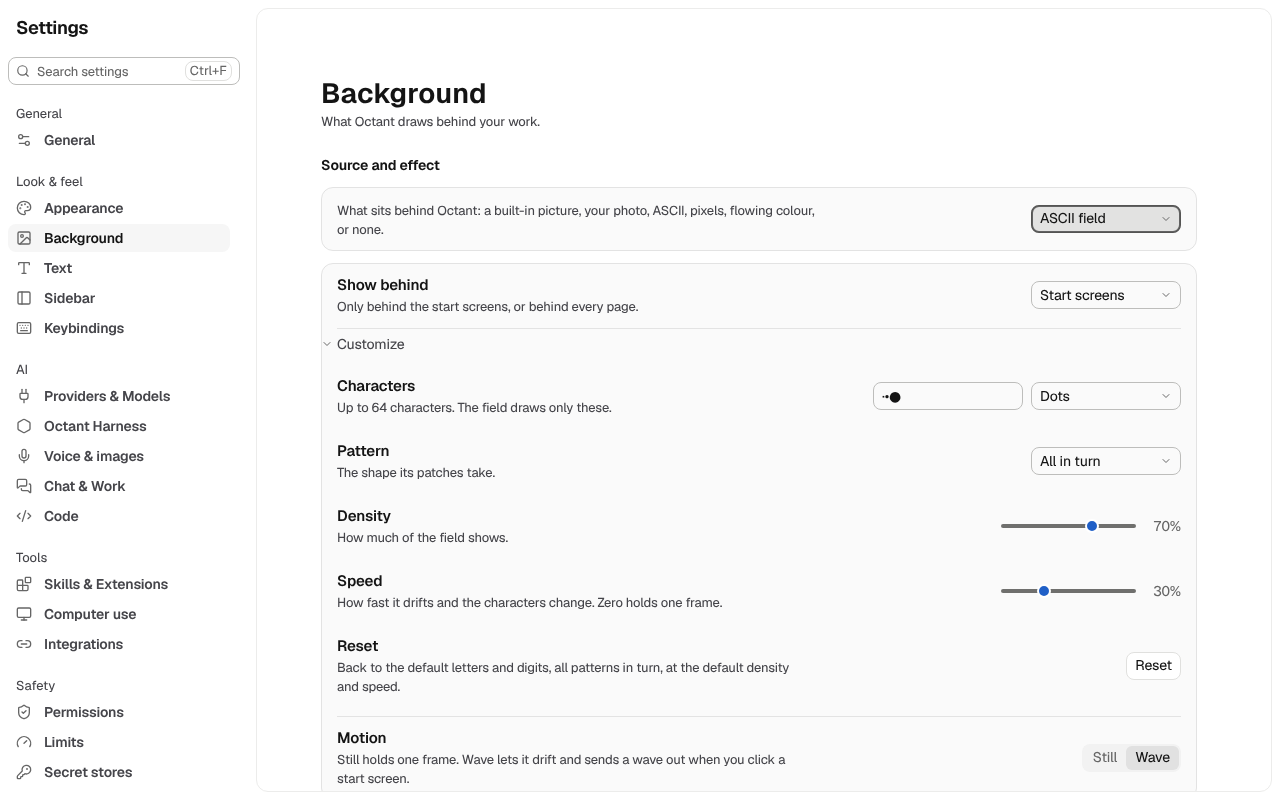 Settings
Search settings
Ctrl+F
General
General
Look & feel
Appearance
Background
Text
Sidebar
Keybindings
AI
Providers & Models
Octant Harness
Voice & images
Chat & Work
Code
Tools
Skills & Extensions
Computer use
Integrations
Safety
Permissions
Limits
Secret stores
Background
What Octant draws behind your work.
Source and effect
What sits behind Octant: a built-in picture, your photo, ASCII, pixels, flowing colour,
or none.
ASCII field
Show behind
Only behind the start screens, or behind every page.
Start screens
Customize
Characters
Up to 64 characters. The field draws only these.
·•●
Dots
Pattern
The shape its patches take.
All in turn
Density
How much of the field shows.
70%
Speed
How fast it drifts and the characters change. Zero holds one frame.
30%
Reset
Back to the default letters and digits, all patterns in turn, at the default density
and speed.
Reset
Motion
Still holds one frame. Wave lets it drift and sends a wave out when you click a
start screen.
Still
Wave